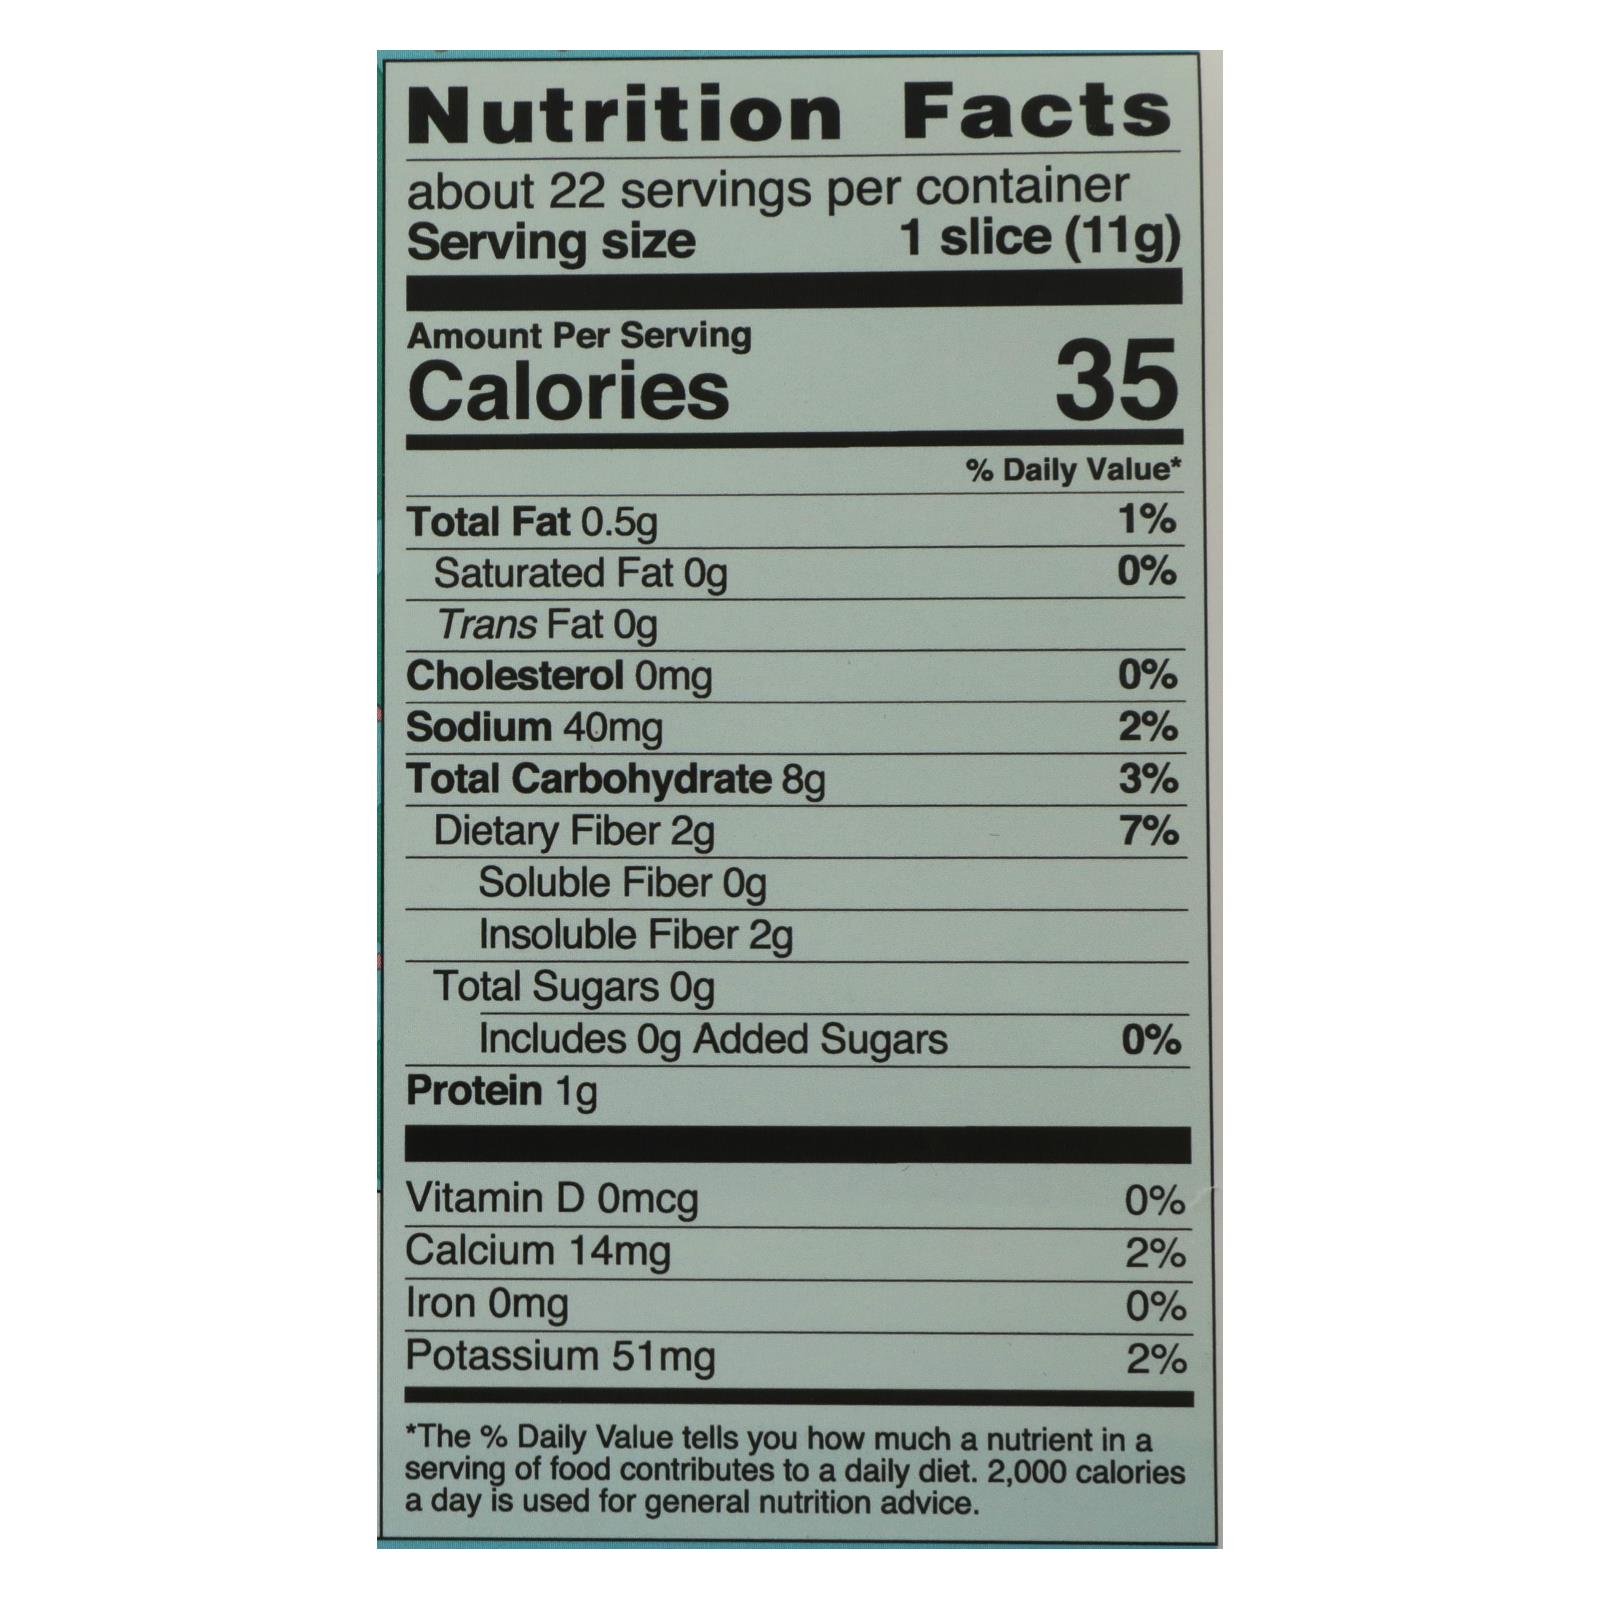 Nutrition Facts
about 22 servings per container
Serving size 1 slice (11g)
Amount Per Serving
Calories 35
% Daily Value*
Total Fat 0.5g 1%
Saturated Fat 0g 0%
Trans Fat 0g
Cholesterol 0mg 0%
Sodium 40mg 2%
Total Carbohydrate 8g 3%
Dietary Fiber 2g 7%
Soluble Fiber 0g
Insoluble Fiber 2g
Total Sugars 0g
Includes 0g Added Sugars 0%
Protein 1g
Vitamin D 0mcg 0%
Calcium 14mg 2%
Iron 0mg 0%
Potassium 51mg 2%
*The % Daily Value tells you how much a nutrient in a
serving of food contributes to a daily diet. 2,000 calories
a day is used for general nutrition advice.